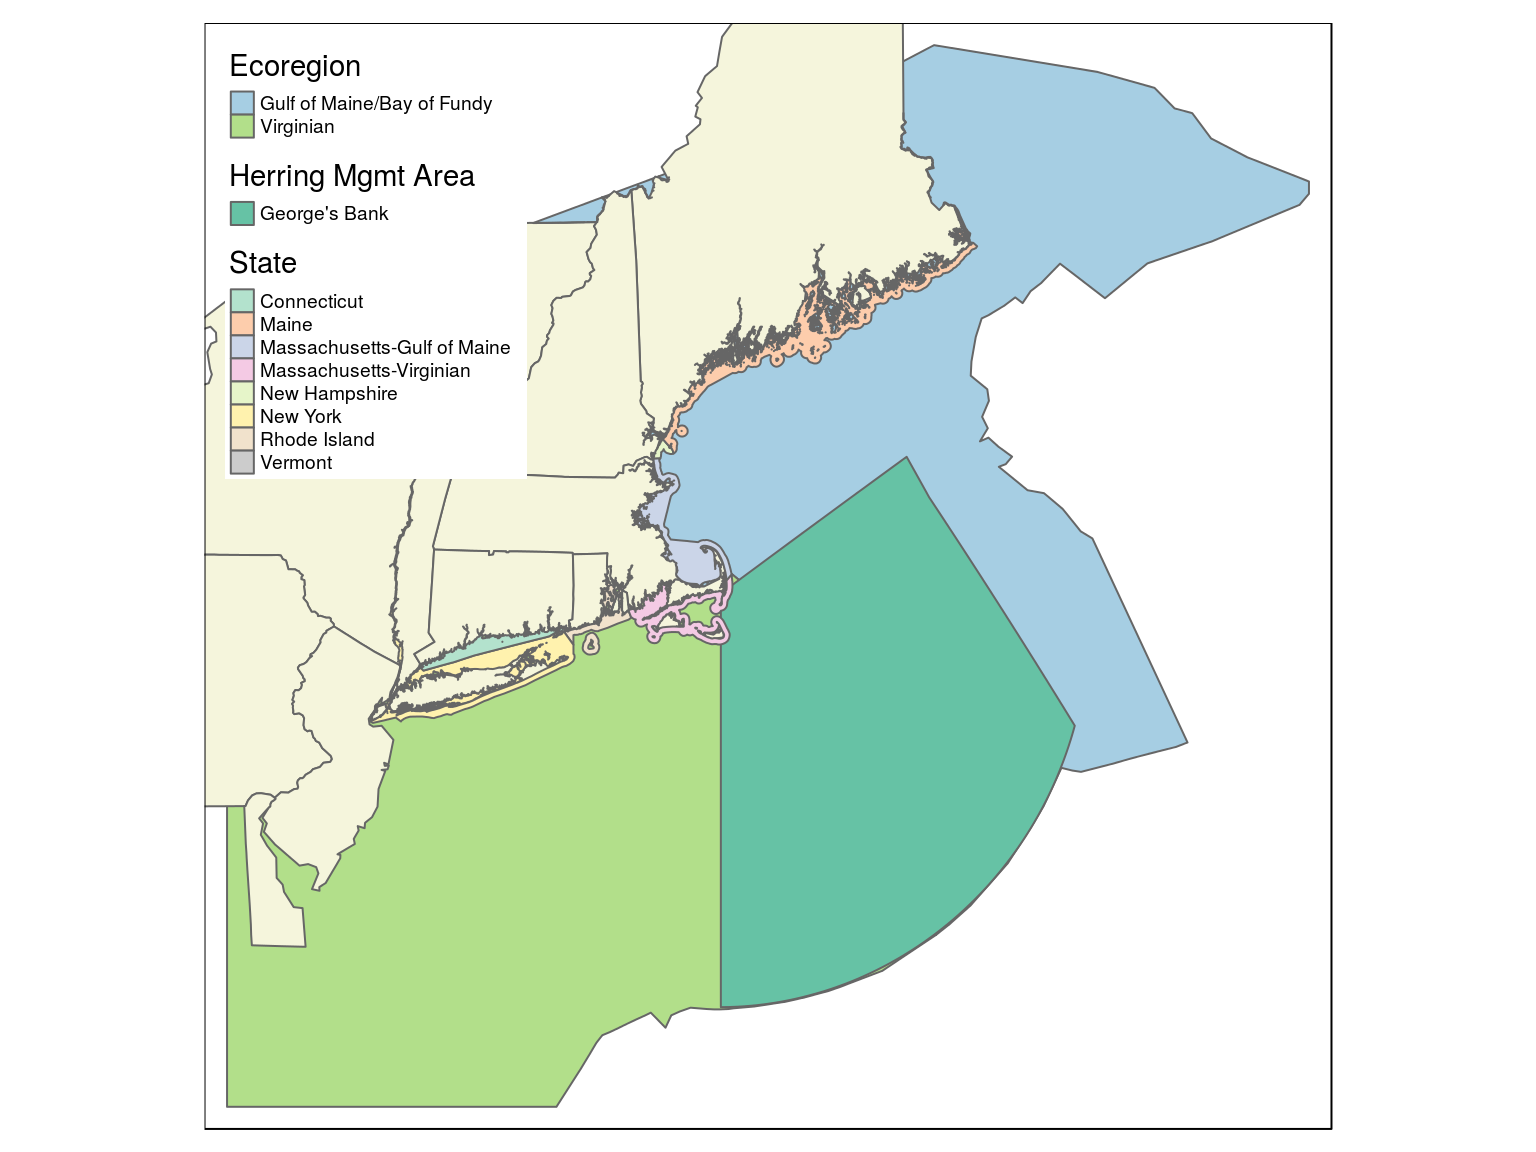 Ecoregion
Gulf of Maine/Bay of Fundy
Virginian
Herring Mgmt Area
George's Bank
State
Connecticut
Maine
Massachusetts-Gulf of Maine
Massachusetts-Virginian
New Hampshire
New York
Rhode Island
Vermont